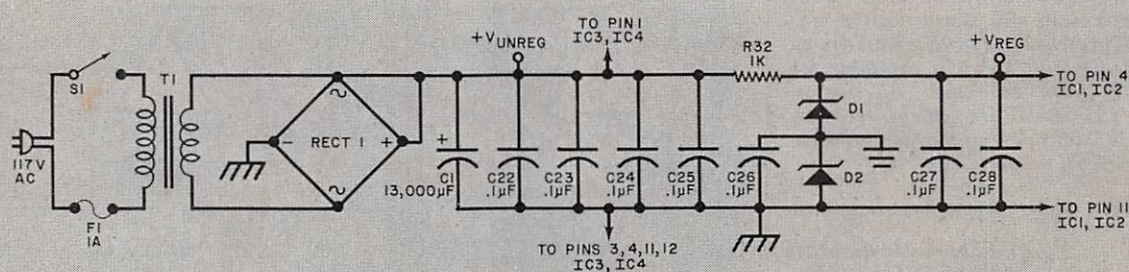 TO PIN 1
IC3, IC4
+VUNREG
R32
1K
+VREG
S1
T1
TO PIN 4
IC1, IC2
D1
~
- RECT 1 +
~
117V
AC
+
C1
13,000µF
C22
.1µF
C23
.1µF
C24
.1µF
C25
.1µF
C26
.1µF
D2
C27
.1µF
C28
.1µF
F1
1A
TO PIN 11
IC1, IC2
TO PINS 3, 4, 11, 12
IC3, IC4